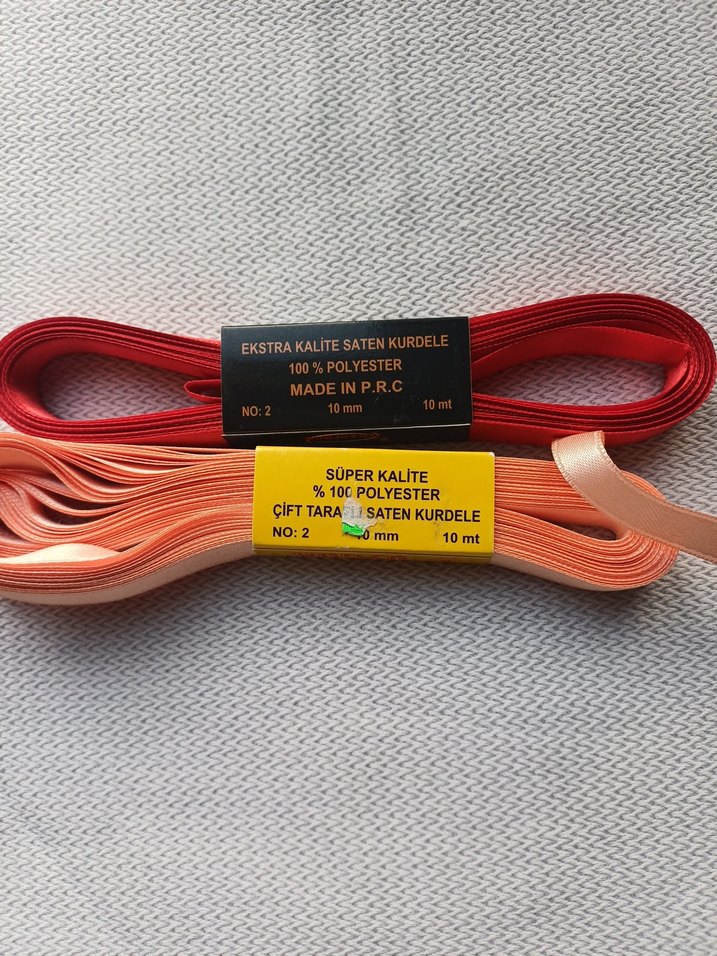 EKSTRA KALİTE SATEN KURDELE
100 % POLYESTER
MADE IN P.R.C
NO: 2 10 mm 10 mt
SÜPER KALİTE
% 100 POLYESTER
ÇİFT SATEN KURDELE
NO: 2 mm 10 mt